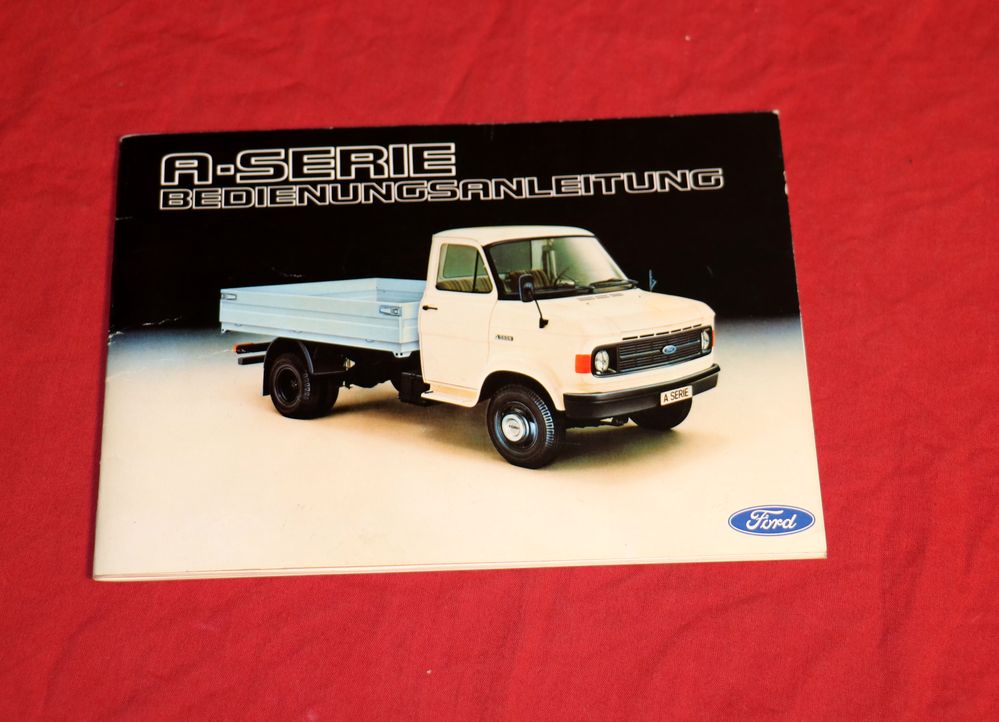 A-SERIE
BEDIENUNGSANLEITUNG
A SERIE
Ford